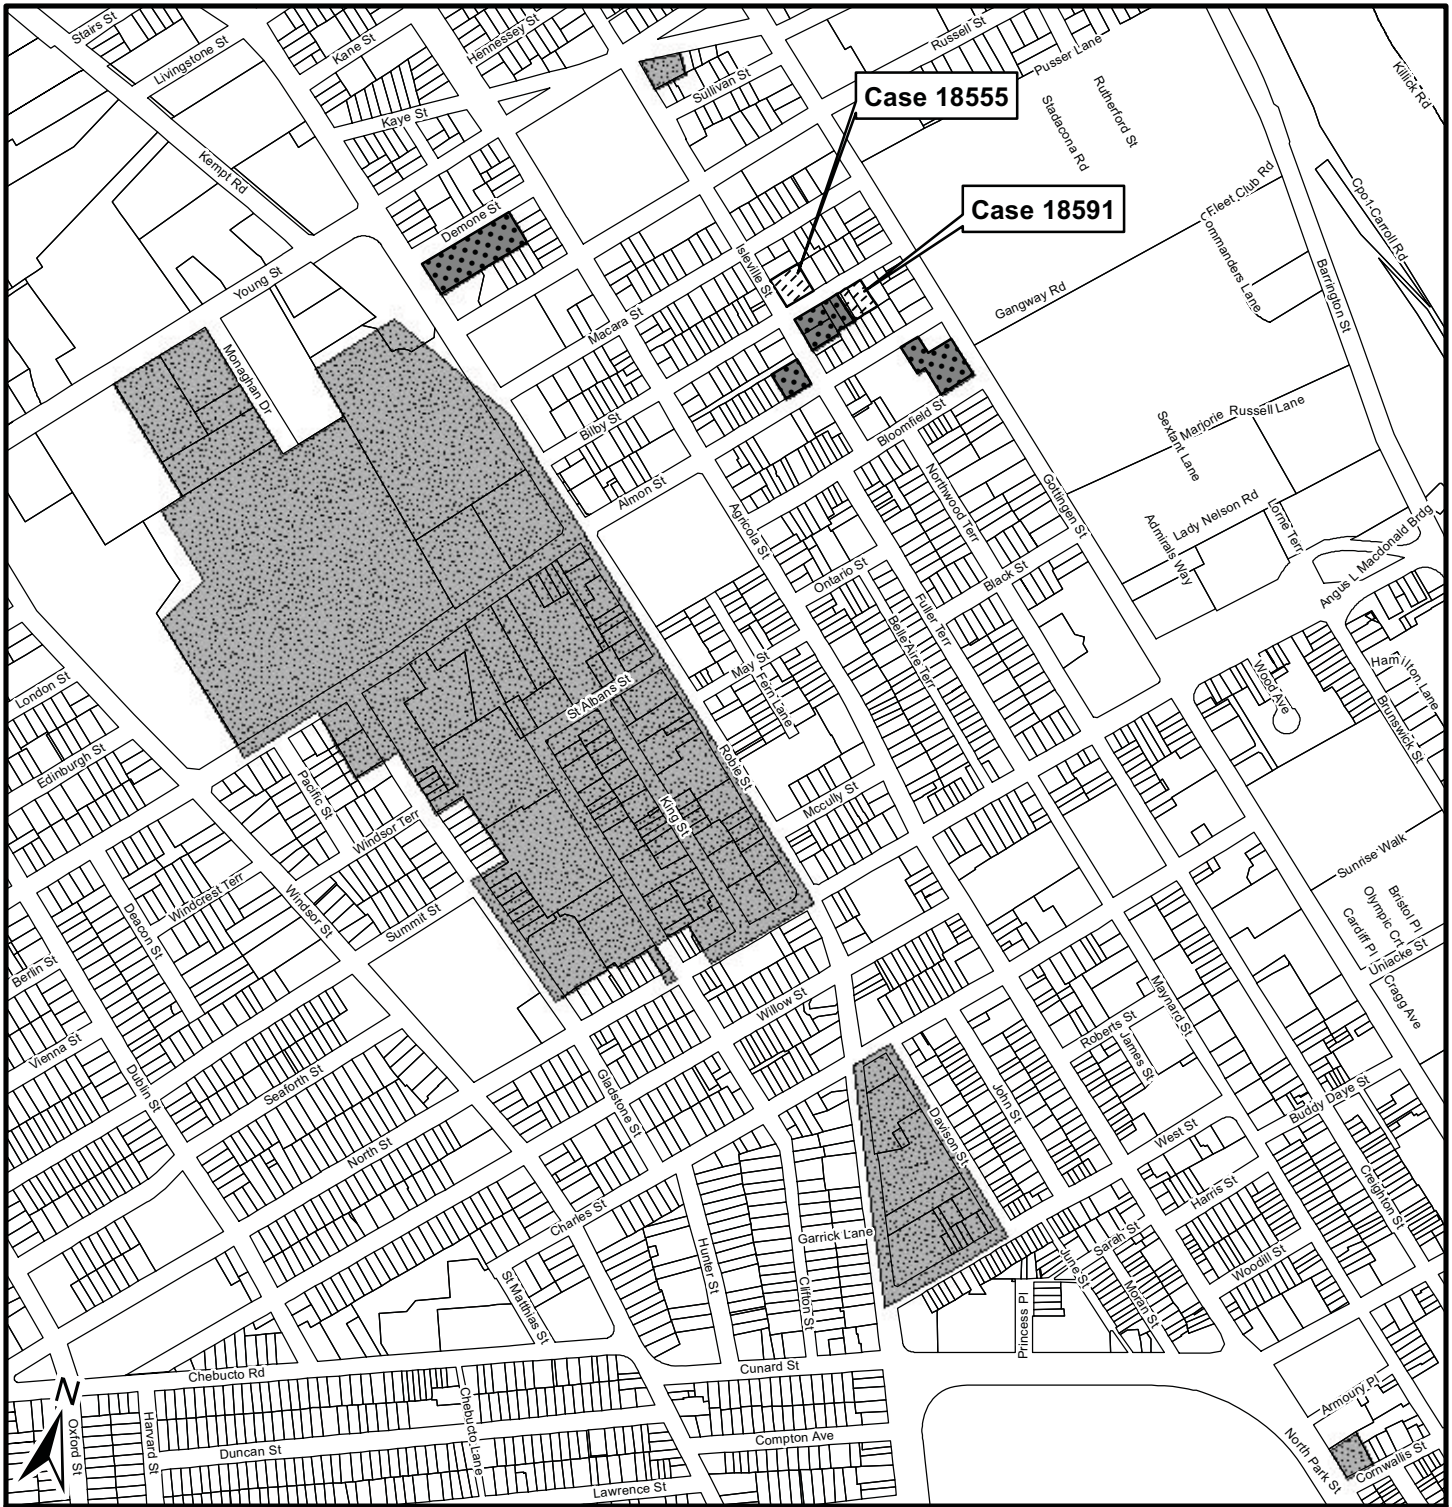 Stairs St
Livingstone St
Kane St
Hennessey St
Russell St
Pusser Lane
Killick Rd
Sullivan St
Case 18555
Kaye St
Stadacona Rd
Rutherford St
Kempt Rd
Case 18591
Demone St
Fleet Club Rd
Cpo1 Carroll Rd
Commanders Lane
Isleville St
Young St
Barrington St
Gangway Rd
Macara St
Monaghan Dr
Bilby St
Bloomfield St
Marjorie Russell Lane
Sextant Lane
Almon St
Northwood Terr
Gottingen St
Agricola St
Lady Nelson Rd
Lorne Terr
Admirals Way
Angus L Macdonald Brdg
Ontario St
Black St
Fuller Terr
BelleAire Terr
May St
Fern Lane
Wood Ave
Hamilton Lane
London St
St Albans St
Brunswick St
Edinburgh St
Robie St
Pacific St
King St
Mccully St
Windsor Terr
Sunrise Walk
Windcrest Terr
Windsor St
Summit St
Deacon St
Bristol Pl
Olympic Crt
Cardiff Pl
Uniacke St
Berlin St
Willow St
Maynard St
Cragg Ave
Roberts St
James St
Vienna St
Dublin St
Seaforth St
Gladstone St
John St
Davison St
Buddy Daye St
West St
North St
Creighton St
Harris St
Charles St
Garrick Lane
Sarah St
June St
Hunter St
Clifton St
Woodill St
St Matthias St
Moran St
Princess Pl
Cunard St
Chebucto Rd
N
Armoury Pl
Oxford St
Harvard St
Chebucto Lane
Duncan St
Compton Ave
North Park St
Cornwallis St
Lawrence St